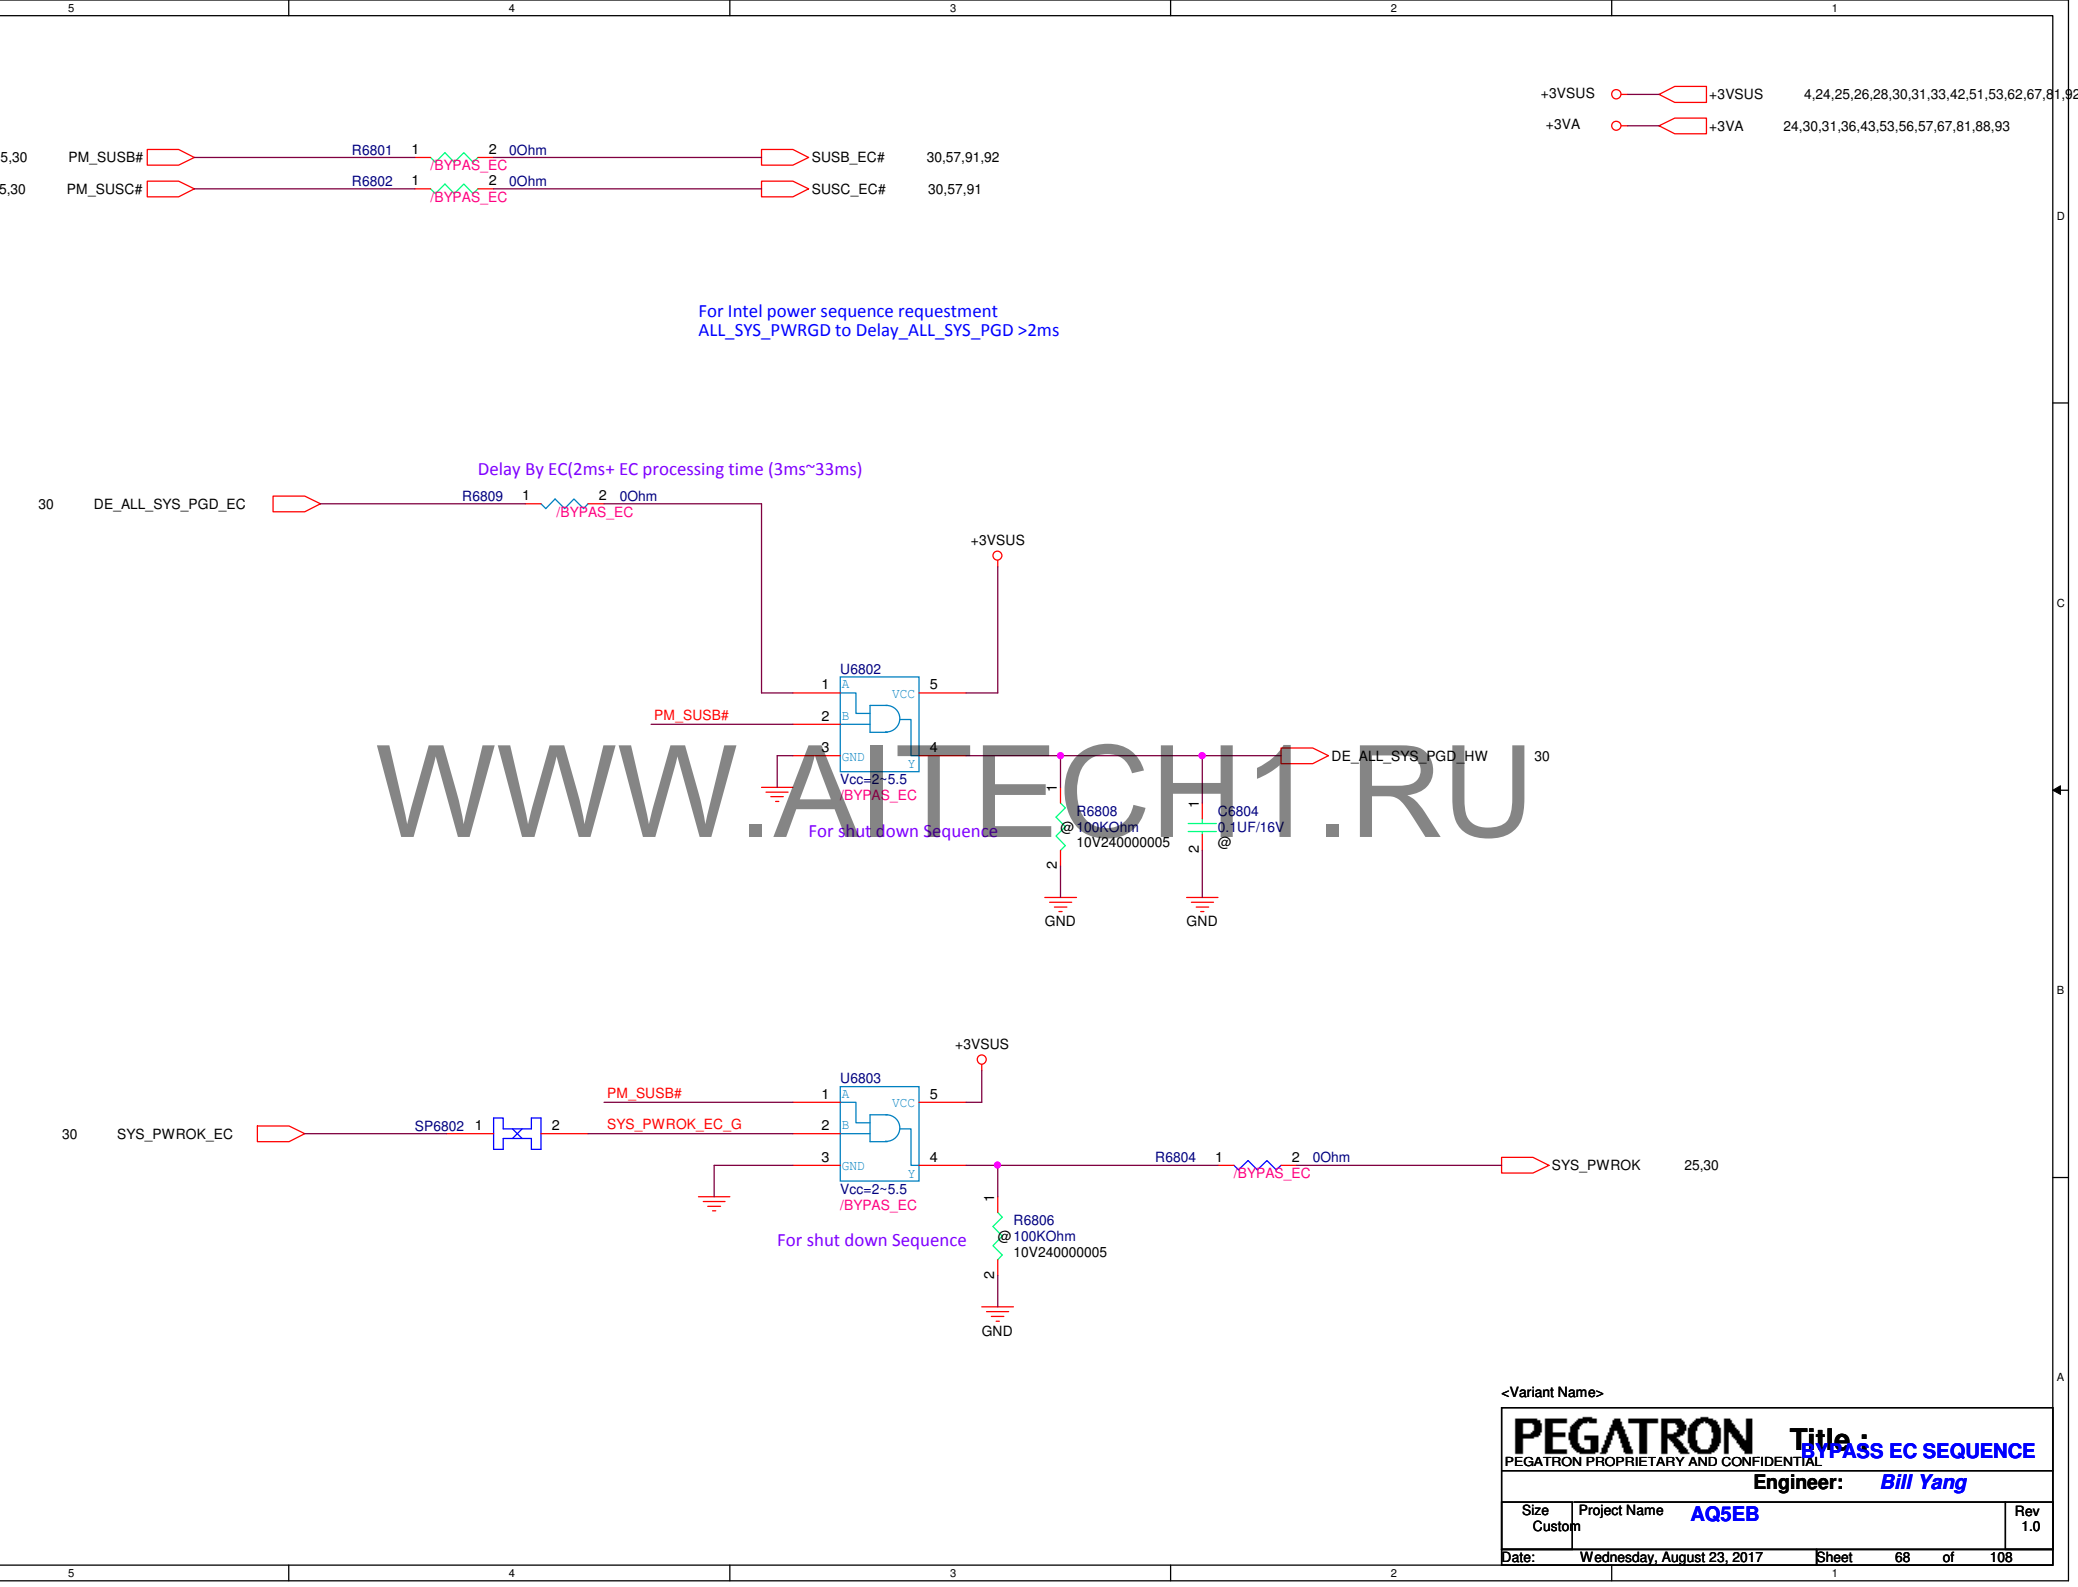 5 4 3 2 1
+3VSUS +3VSUS 4,24,25,26,28,30,31,33,42,51,53,62,67,81,92
+3VA +3VA 24,30,31,36,43,53,56,57,67,81,88,93
5,30 PM_SUSB# R6801 1 2 0Ohm SUSB_EC# 30,57,91,92
/BYPAS_EC
5,30 PM_SUSC# R6802 1 2 0Ohm SUSC_EC# 30,57,91
/BYPAS_EC
D
For Intel power sequence requestment
ALL_SYS_PWRGD to Delay_ALL_SYS_PGD >2ms
Delay By EC(2ms+ EC processing time (3ms~33ms)
30 DE_ALL_SYS_PGD_EC R6809 1 2 0Ohm
/BYPAS_EC
+3VSUS
C
U6802
1 A VCC 5
PM_SUSB# 2 B
3 GND Y 4
DE_ALL_SYS_PGD_HW 30
WWW.AITECH1.RU
Vcc=2~5.5
/BYPAS_EC
For shut down Sequence
1 R6808
@ 100KOhm
10V240000005
2
GND
1 C6804
0.1UF/16V
@
2
GND
B
+3VSUS
U6803
PM_SUSB# 1 A VCC 5
30 SYS_PWROK_EC SP6802 1 2 SYS_PWROK_EC_G 2 B
3 GND Y 4
R6804 1 2 0Ohm SYS_PWROK 25,30
/BYPAS_EC
Vcc=2~5.5
/BYPAS_EC
For shut down Sequence
1 R6806
@ 100KOhm
10V240000005
2
GND
A
<Variant Name>
PEGATRON Title :
BYPASS EC SEQUENCE
PEGATRON PROPRIETARY AND CONFIDENTIAL
Engineer: Bill Yang
Size Project Name AQ5EB Rev
Custom 1.0
Date: Wednesday, August 23, 2017 Sheet 68 of 108
5 4 3 2 1